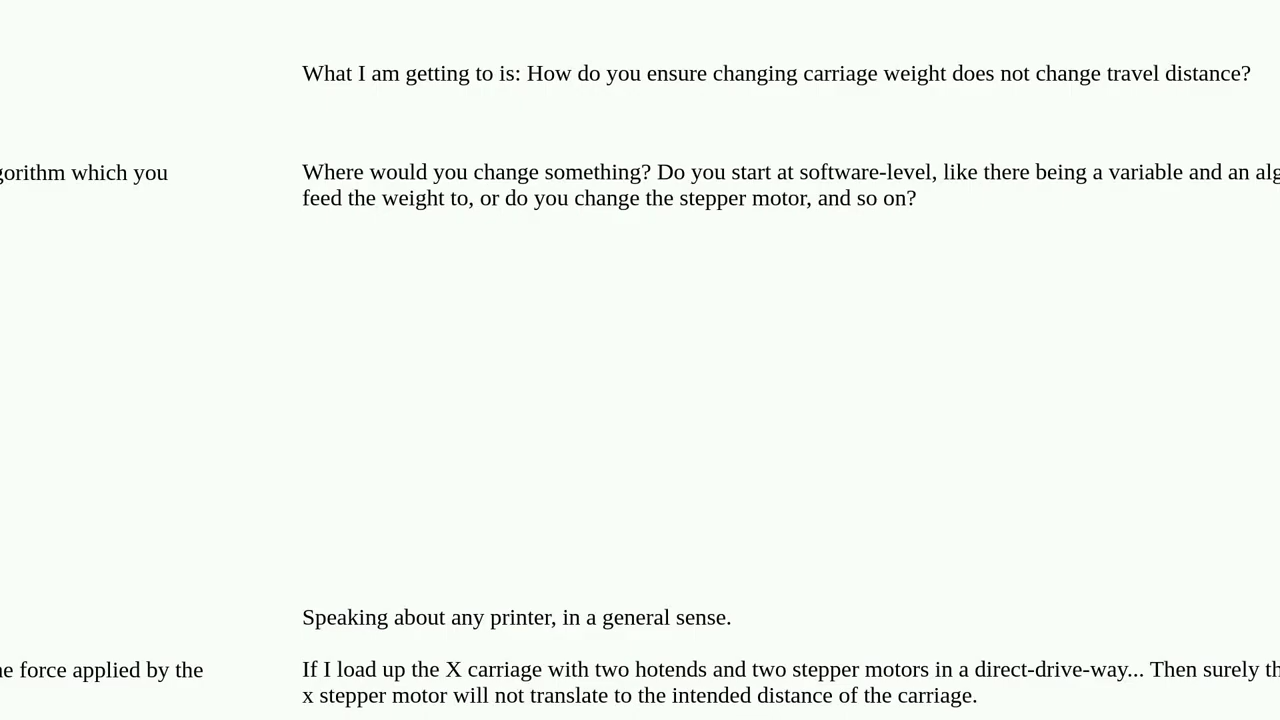 What I am getting to is: How do you ensure changing carriage weight does not change travel distance?
gorithm which you
Where would you change something? Do you start at software-level, like there being a variable and an alg
feed the weight to, or do you change the stepper motor, and so on?
Speaking about any printer, in a general sense.
e force applied by the
If I load up the X carriage with two hotends and two stepper motors in a direct-drive-way... Then surely th
x stepper motor will not translate to the intended distance of the carriage.